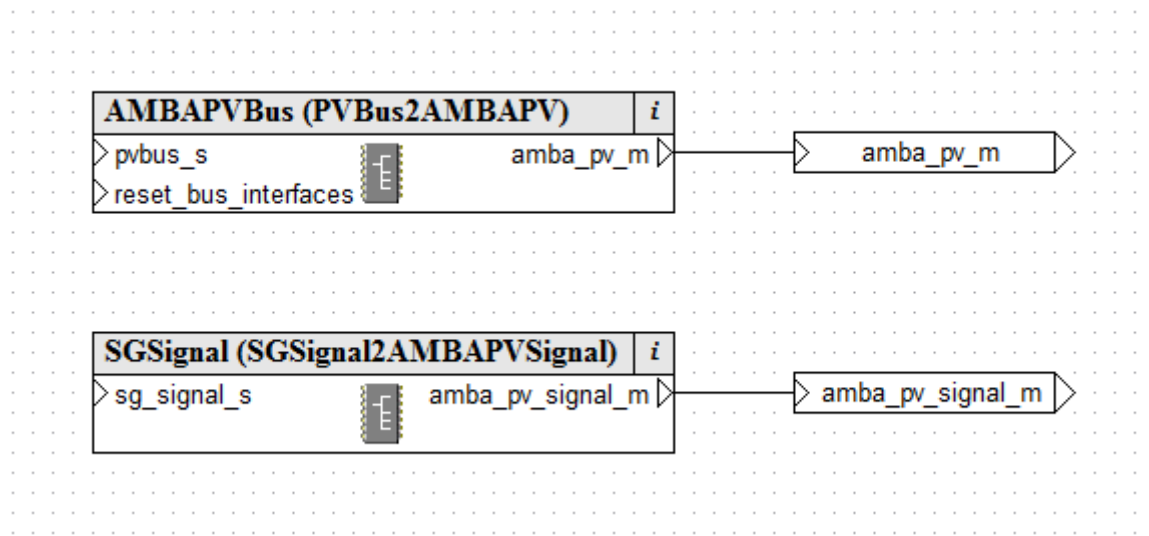 AMBAPVBus (PVBus2AMBAPV) i
pvbus_s amba_pv_m amba_pv_m
reset_bus_interfaces
SGSignal (SGSignal2AMBAPVSignal) i
sg_signal_s amba_pv_signal_m amba_pv_signal_m